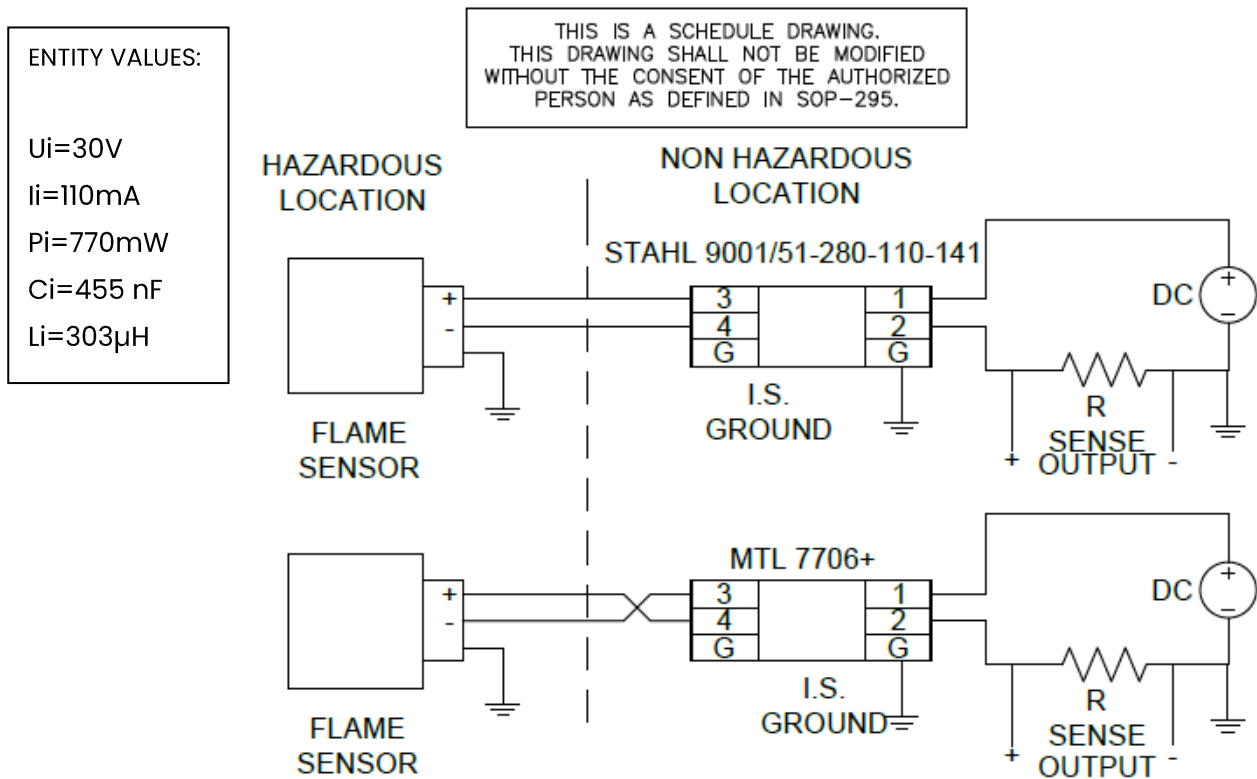 ENTITY VALUES:
Ui=30V
Ii=110mA
Pi=770mW
Ci=455 nF
Li=303µH
THIS IS A SCHEDULE DRAWING.
THIS DRAWING SHALL NOT BE MODIFIED
WITHOUT THE CONSENT OF THE AUTHORIZED
PERSON AS DEFINED IN SOP-295.
HAZARDOUS
LOCATION
NON HAZARDOUS
LOCATION
STAHL 9001/51-280-110-141
+
-
3
4
G
1
2
G
DC
+
-
I.S.
GROUND
FLAME
SENSOR
R
SENSE
+ OUTPUT -
MTL 7706+
+
-
3
4
G
1
2
G
DC
+
-
I.S.
GROUND
FLAME
SENSOR
R
SENSE
+ OUTPUT -